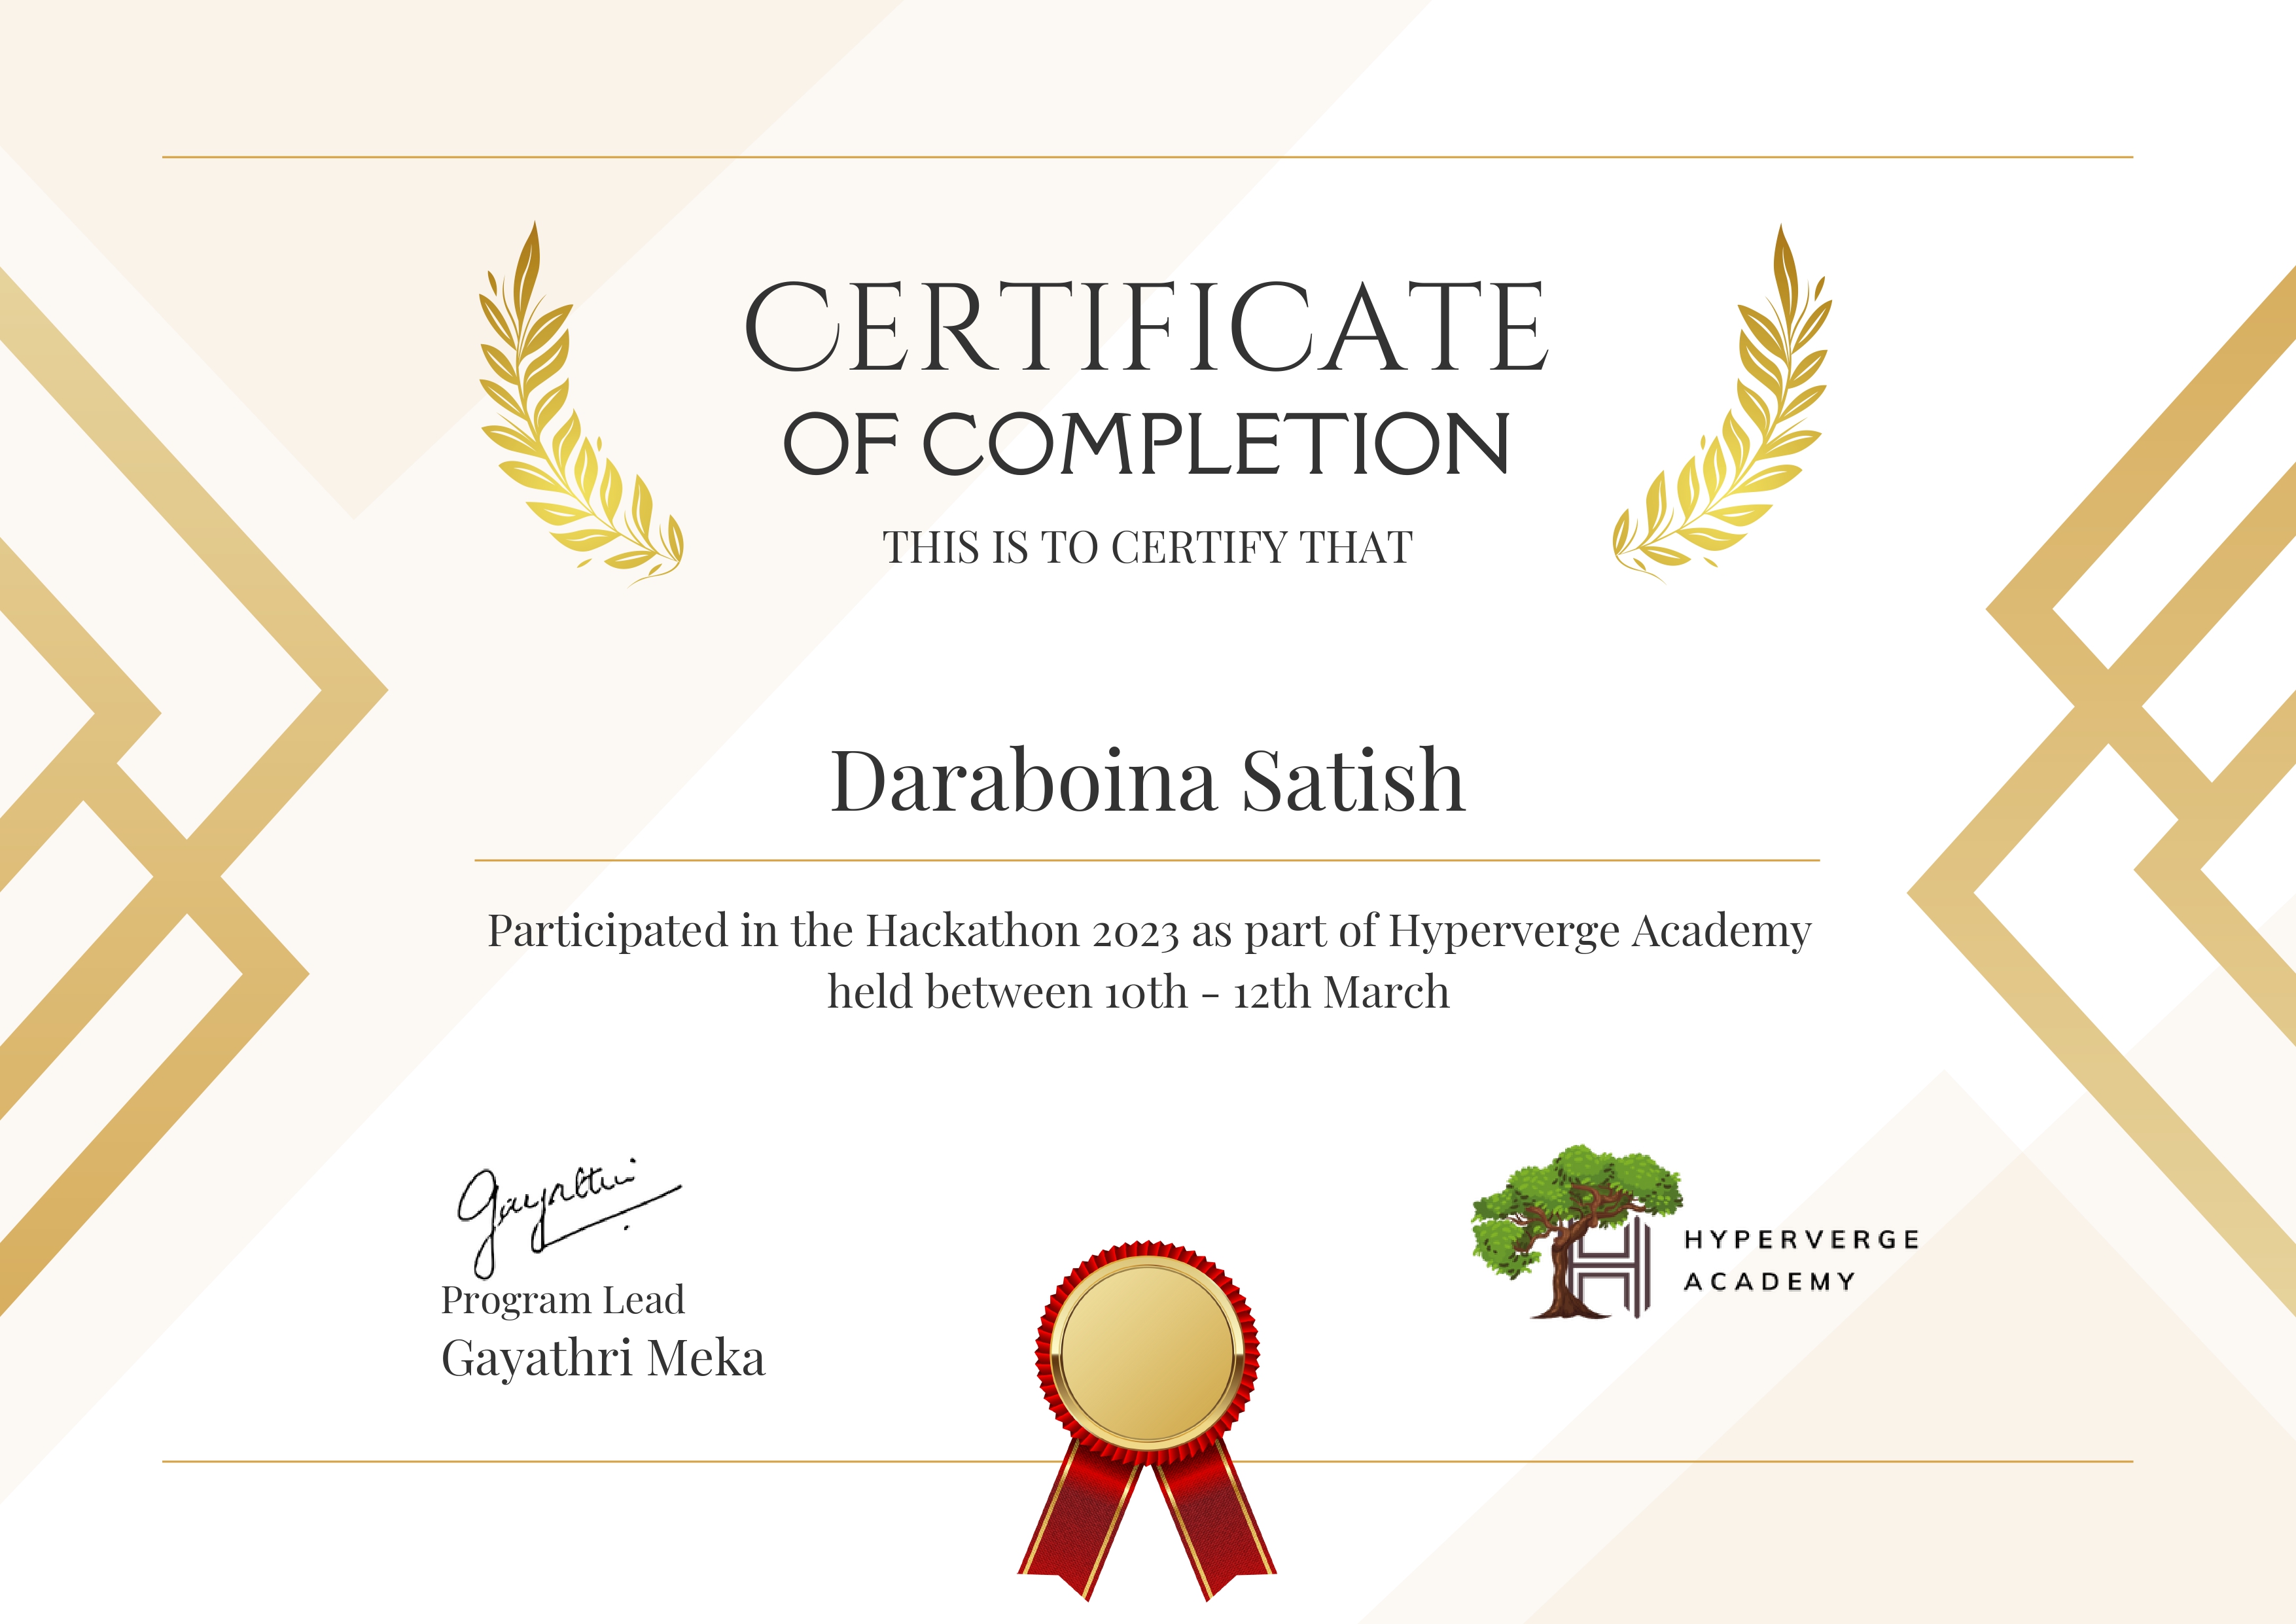 CERTIFICATE
OF COMPLETION
THIS IS TO CERTIFY THAT
Daraboina Satish
Participated in the Hackathon 2023 as part of Hyperverge Academy
held between 10th - 12th March
Gayathri
Program Lead
Gayathri Meka
HYPERVERGE
ACADEMY